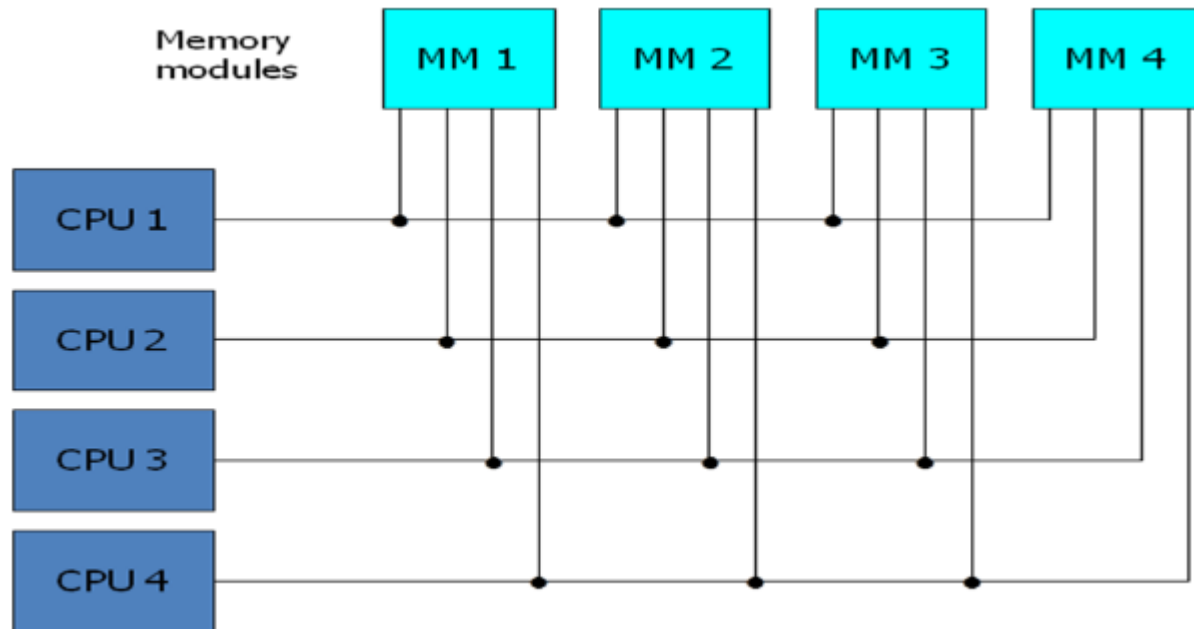 Memory
modules
MM 1
MM 2
MM 3
MM 4
CPU 1
CPU 2
CPU 3
CPU 4